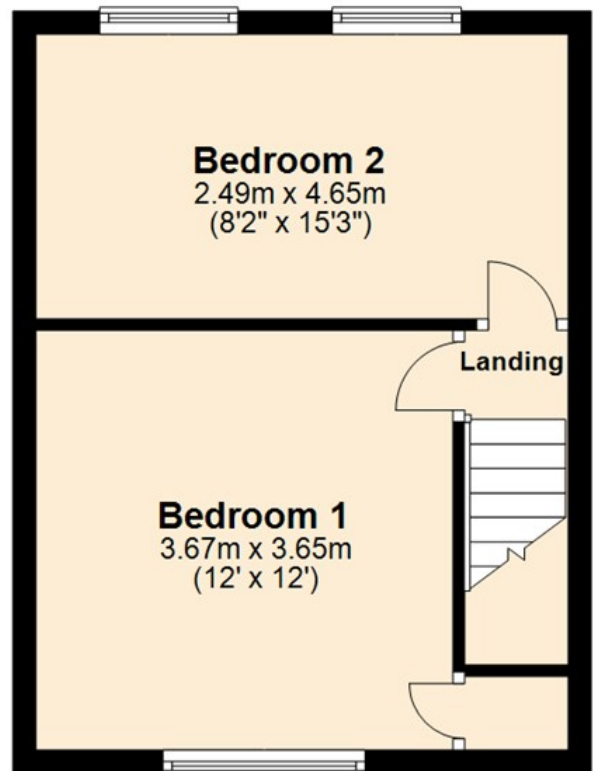 Bedroom 2
2.49m x 4.65m
(8'2" x 15'3")
Landing
Bedroom 1
3.67m x 3.65m
(12' x 12')